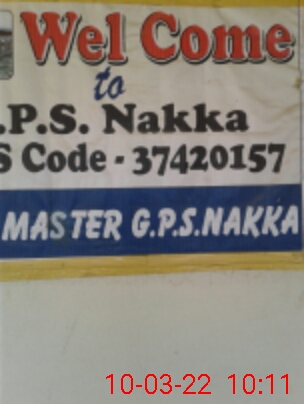 Wel Come
to
.P.S. Nakka
S Code - 37420157
MASTER G.P.S.NAKKA
10-03-22 10:11